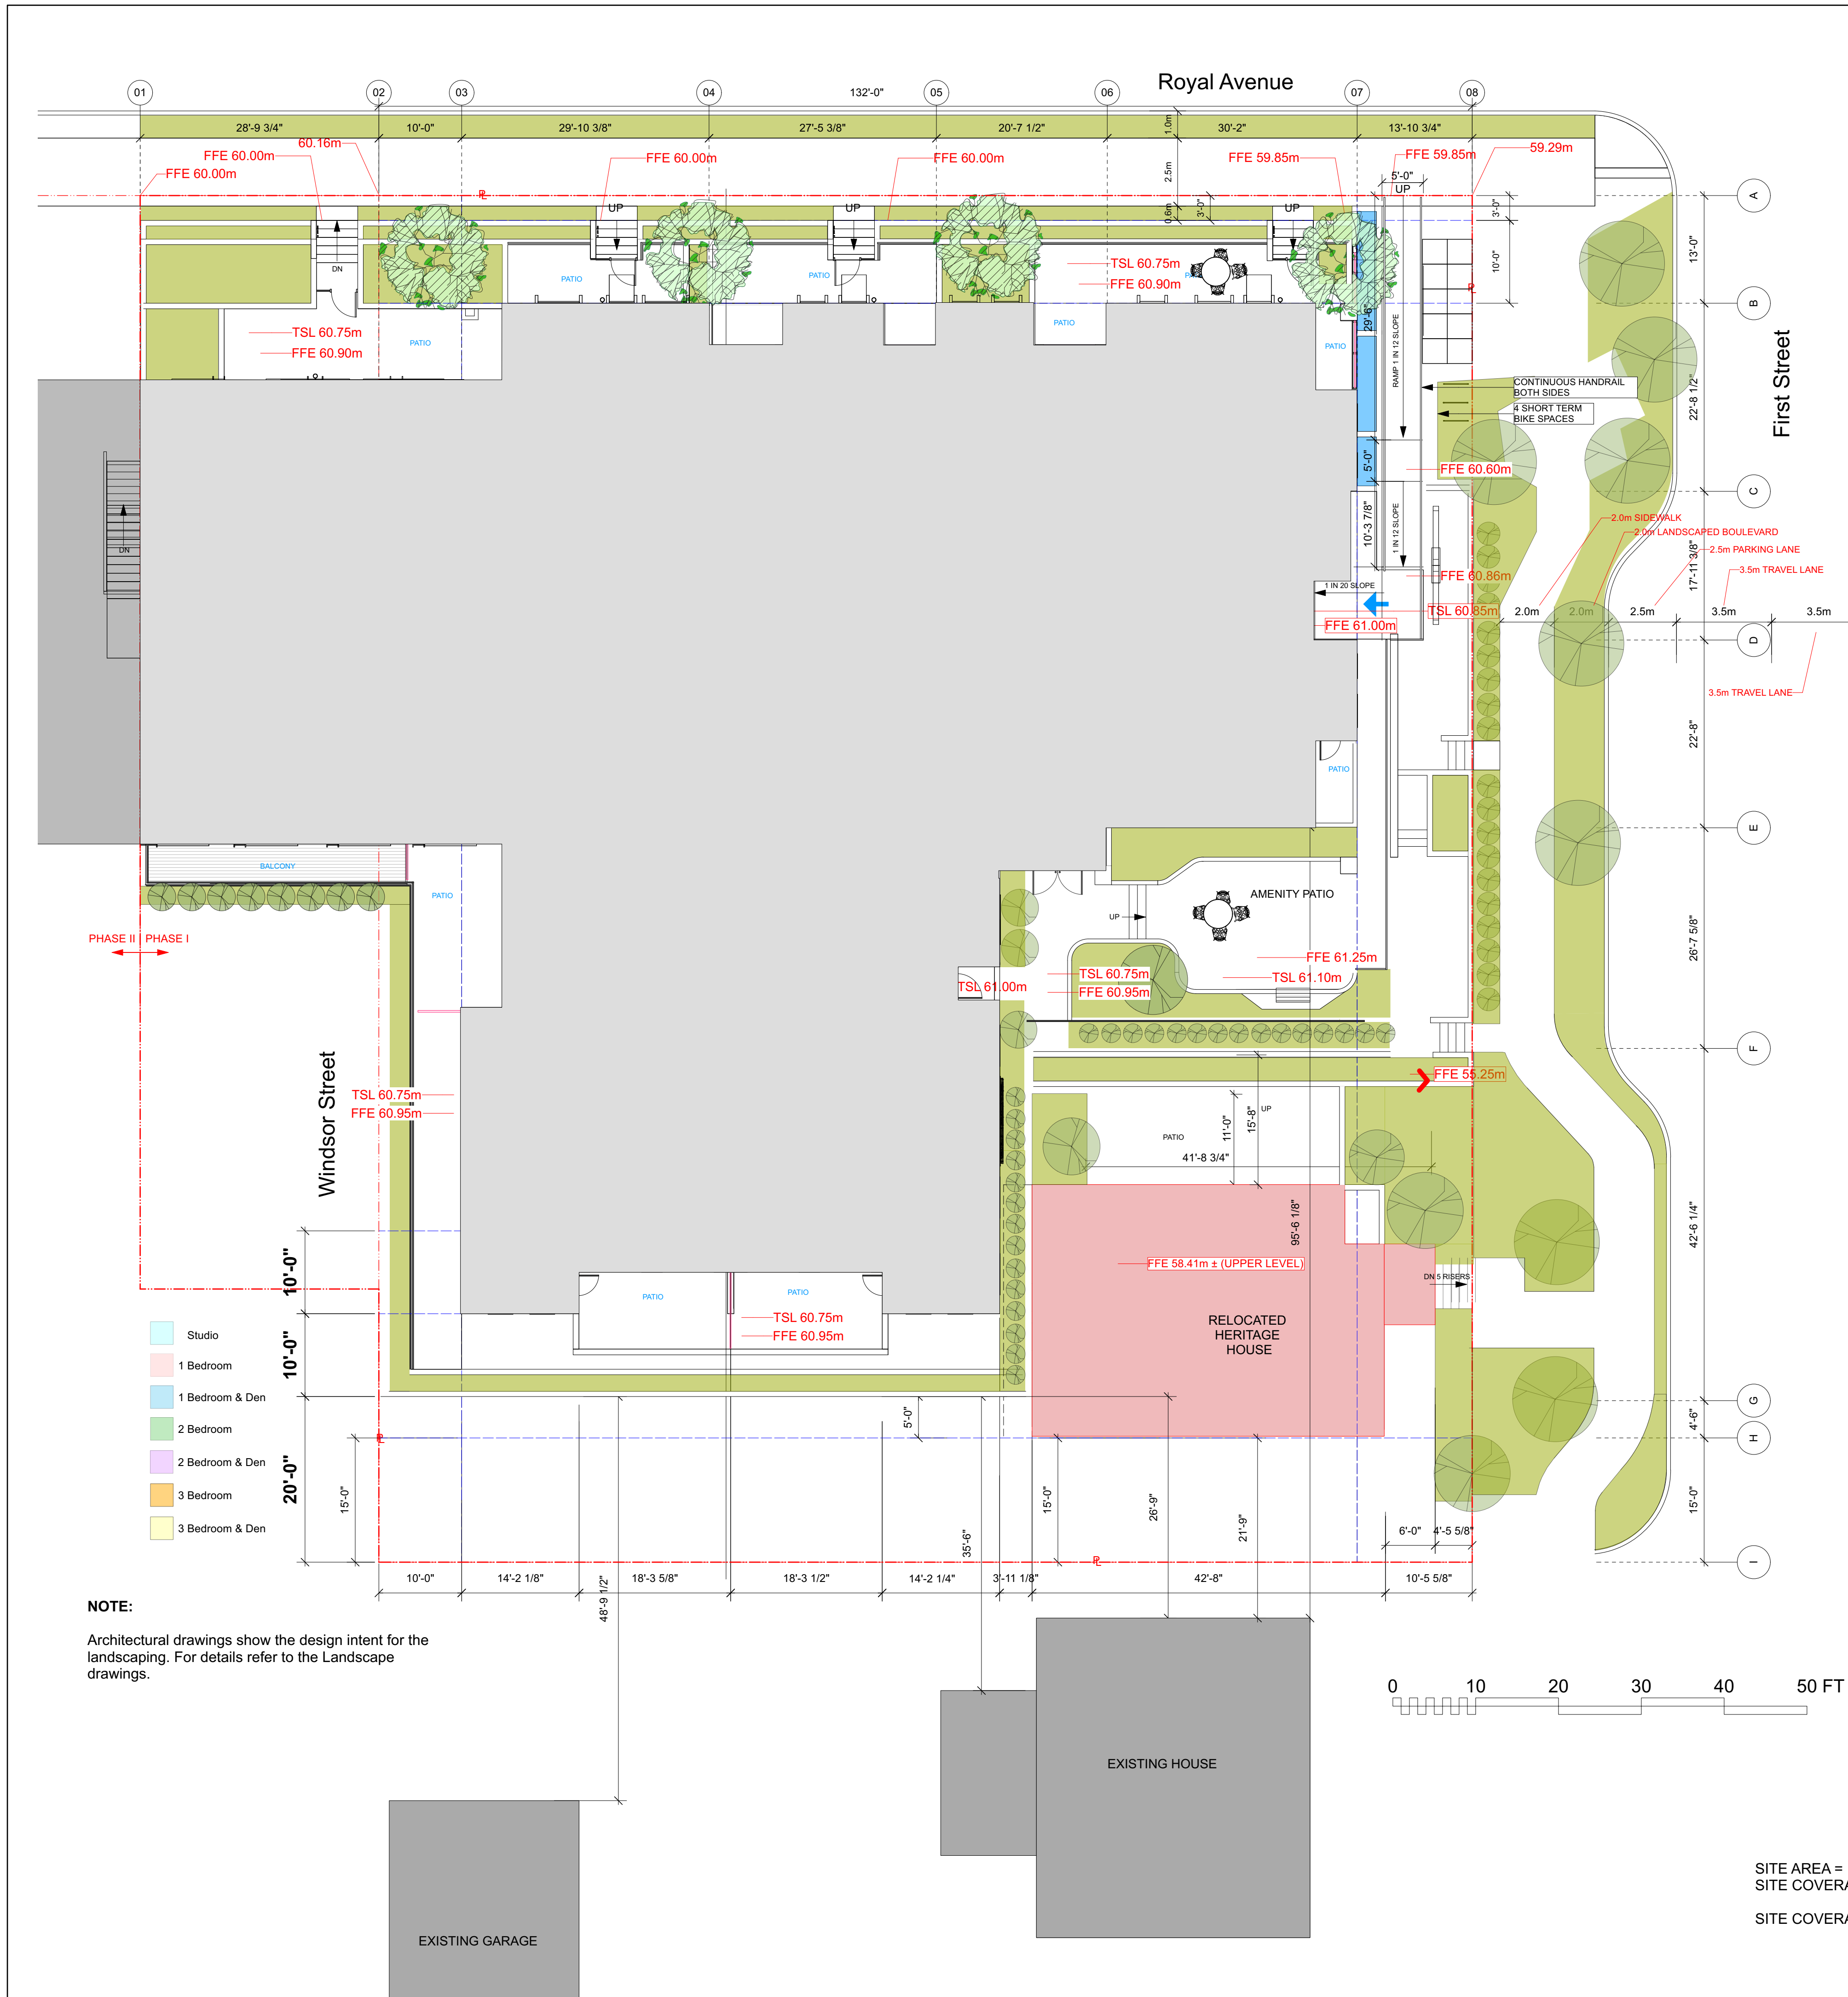 Royal Avenue
01
02
03
04
132'-0"
05
06
07
08
28'-9 3/4"
10'-0"
29'-10 3/8"
27'-5 3/8"
20'-7 1/2"
1.0m
30'-2"
13'-10 3/4"
60.16m
FFE 60.00m
FFE 60.00m
FFE 60.00m
FFE 60.00m
FFE 59.85m
FFE 59.85m
59.29m
2.5m
5'-0"
UP
0.6m
3'-0"
3'-0"
A
UP
UP
UP
DN
10'-0"
13'-0"
PATIO
PATIO
TSL 60.75m
FFE 60.90m
B
TSL 60.75m
FFE 60.90m
PATIO
PATIO
PATIO
29'-6"
RAMP 1 IN 12 SLOPE
First Street
CONTINUOUS HANDRAIL
BOTH SIDES
4 SHORT TERM
BIKE SPACES
22'-8 1/2"
5'-0"
FFE 60.60m
C
10'-3 7/8"
1 IN 12 SLOPE
2.0m SIDEWALK
2.0m LANDSCAPED BOULEVARD
2.5m PARKING LANE
3.5m TRAVEL LANE
17'-11 3/8"
DN
FFE 60.86m
1 IN 20 SLOPE
TSL 60.85m
FFE 61.00m
2.0m
2.0m
2.5m
3.5m
3.5m
D
3.5m TRAVEL LANE
22'-8"
PATIO
E
BALCONY
PATIO
AMENITY PATIO
UP
PHASE II
PHASE I
FFE 61.25m
TSL 61.10m
TSL 60.75m
FFE 60.95m
TSL 61.00m
26'-7 5/8"
F
FFE 55.25m
Windsor Street
TSL 60.75m
FFE 60.95m
11'-0"
15'-8"
UP
PATIO
41'-8 3/4"
95'-6 1/8"
42'-6 1/4"
10'-0"
FFE 58.41m ± (UPPER LEVEL)
DN 5 RISERS
PATIO
PATIO
TSL 60.75m
FFE 60.95m
RELOCATED
HERITAGE
HOUSE
Studio
1 Bedroom
1 Bedroom & Den
2 Bedroom
2 Bedroom & Den
3 Bedroom
3 Bedroom & Den
10'-0"
20'-0"
15'-0"
5'-0"
G
4'-6"
H
15'-0"
26'-9"
21'-9"
35'-6"
6'-0"
4'-5 5/8"
15'-0"
I
10'-0"
14'-2 1/8"
18'-3 5/8"
18'-3 1/2"
14'-2 1/4"
3'-11 1/8"
42'-8"
10'-5 5/8"
48'-9 1/2"
NOTE:
Architectural drawings show the design intent for the
landscaping. For details refer to the Landscape
drawings.
0 10 20 30 40 50 FT
EXISTING HOUSE
EXISTING GARAGE
SITE AREA =
SITE COVERA
SITE COVERA